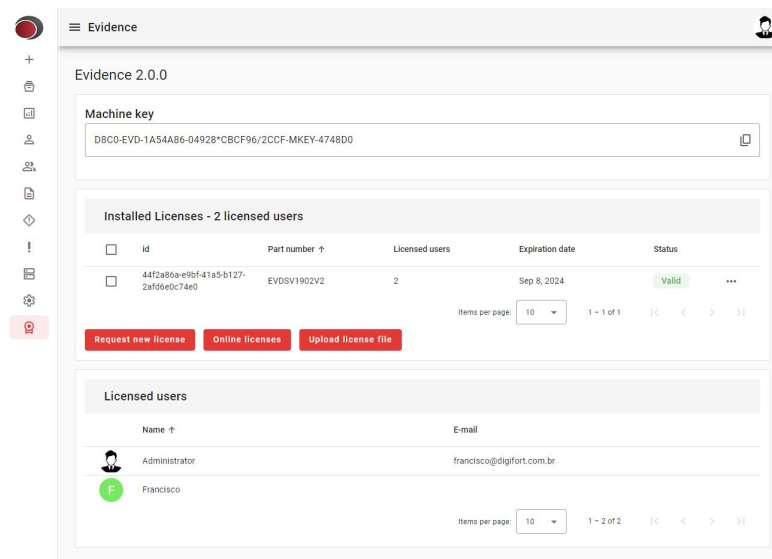 Evidence
Evidence 2.0.0
Machine key
D8C0-EVD-1A54A86-04928*CBCF96/2CCF-MKEY-4748D0
Installed Licenses - 2 licensed users
id Part number Licensed users Expiration date Status
44f2a86a-e9bf-41a5-b127-
2afd6e0c74e0 EVDSV1902V2 2 Sep 8, 2024 Valid
Items per page: 10 1 – 1 of 1
Request new license Online licenses Upload license file
Licensed users
Name E-mail
Administrator francisco@digifort.com.br
F Francisco
Items per page: 10 1 – 2 of 2